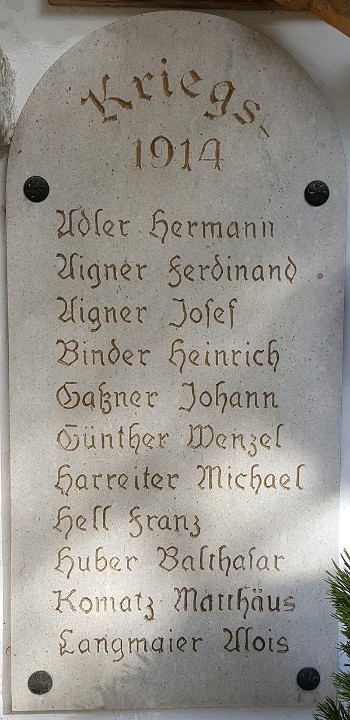 Kriegs-
1914
Adler Hermann
Aigner Ferdinand
Aigner Josef
Binder Heinrich
Gaßner Johann
Günther Wenzel
Harreiter Michael
Hell Franz
Huber Balthasar
Komatz Matthäus
Langmaier Alois